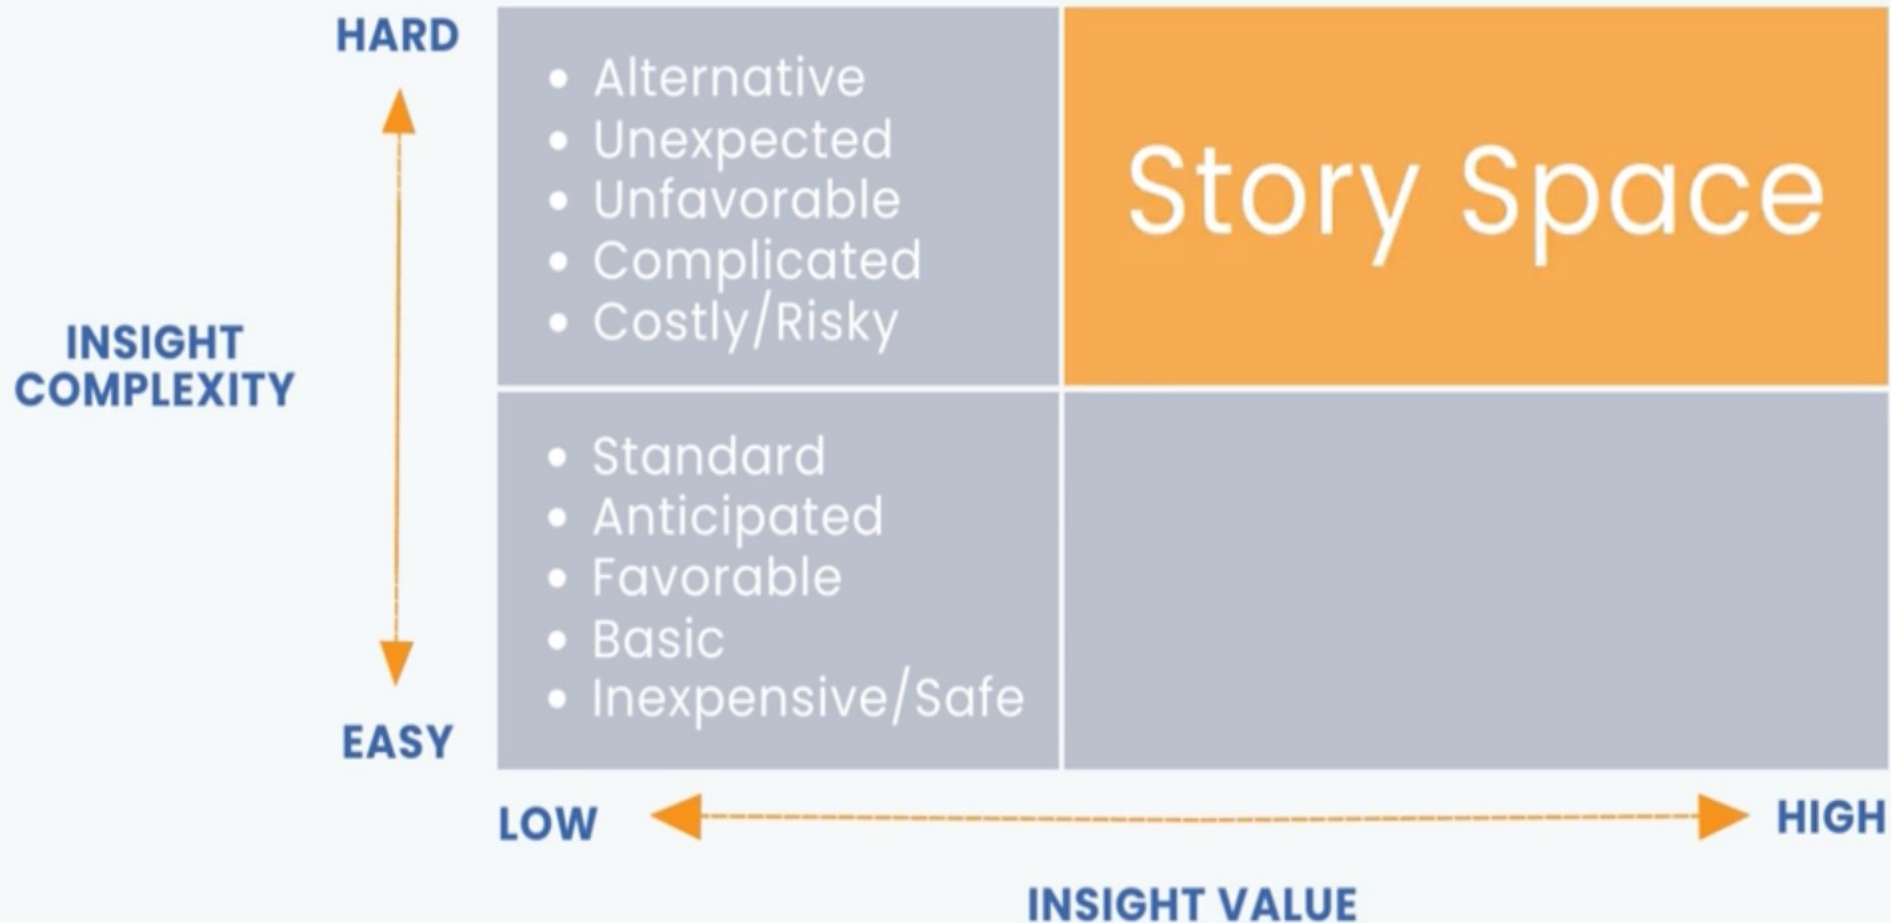 HARD
• Alternative
• Unexpected
• Unfavorable
• Complicated
• Costly/Risky
Story Space
INSIGHT
COMPLEXITY
• Standard
• Anticipated
• Favorable
• Basic
• Inexpensive/Safe
EASY
LOW
HIGH
INSIGHT VALUE